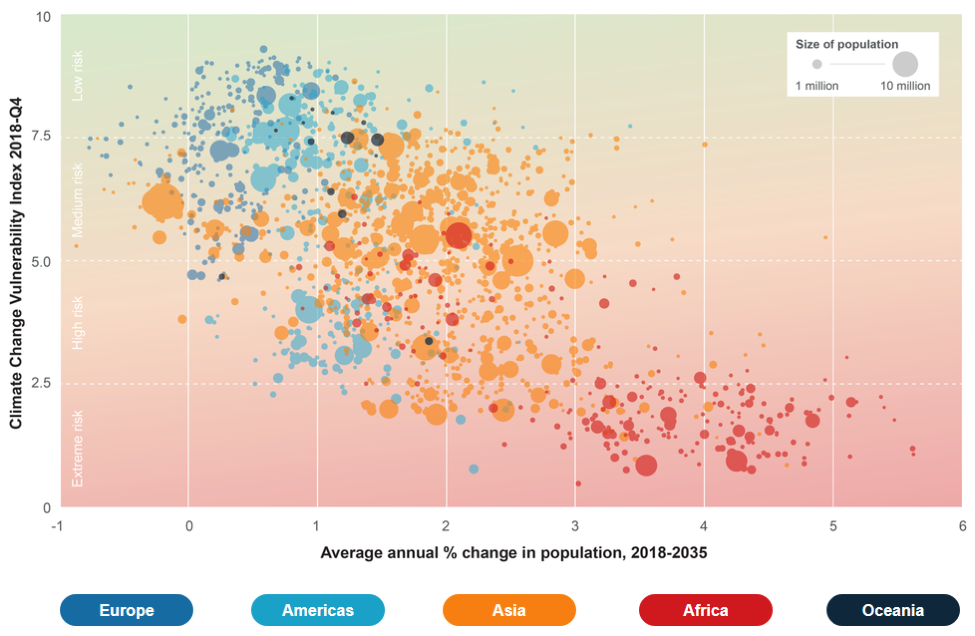 10
7.5
5.0
2.5
0
Climate Change Vulnerability Index 2018-Q4
Low risk
Medium risk
High risk
Extreme risk
Size of population
1 million
10 million
-1
0
1
2
3
4
5
6
Average annual % change in population, 2018-2035
Europe
Americas
Asia
Africa
Oceania